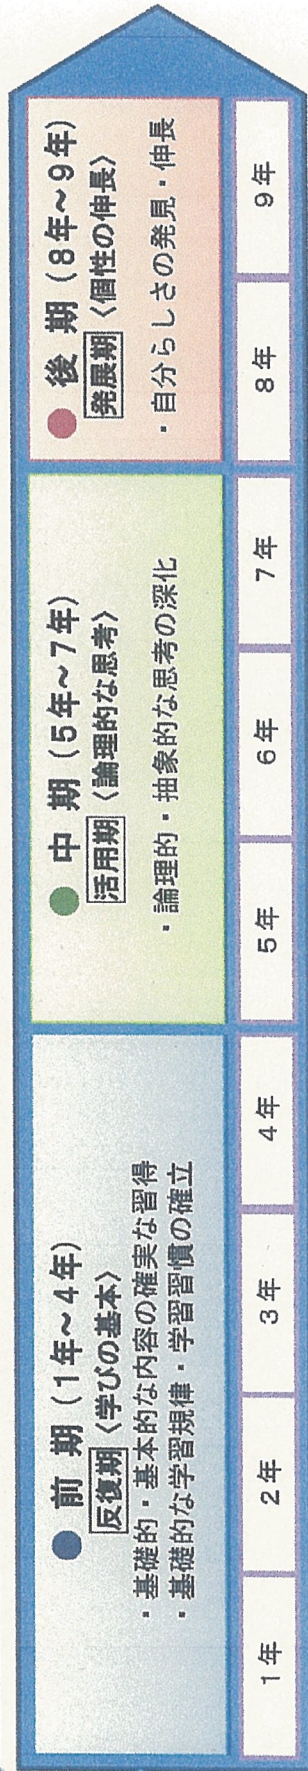 ● 前 期 (1年~4年)
反復期 〈学びの基本〉
・基礎的・基本的な内容の確実な習得
・基礎的な学習規律・学習習慣の確立
● 中 期 (5年~7年)
活用期 〈論理的な思考〉
・論理的・抽象的な思考の深化
● 後 期 (8年~9年)
発展期 〈個性の伸長〉
・自分らしさの発見・伸長
1年
2年
3年
4年
5年
6年
7年
8年
9年